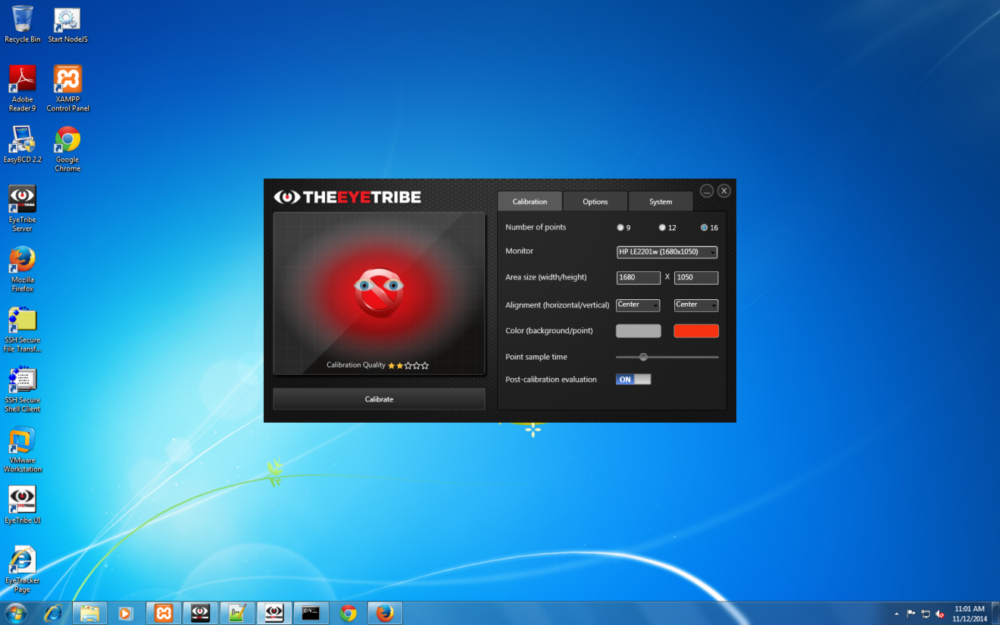 Recycle Bin
Start NodeJS
Adobe
Reader 9
XAMPP
Control Panel
EasyBCD 2.2
Google
Chrome
EyeTribe
Server
Mozilla
Firefox
SSH Secure
File Transf...
SSH Secure
Shell Client
VMware
Workstation
EyeTribe UI
EyeTracker
Page
THEEYETRIBE
Calibration Quality
Calibrate
Calibration
Options
System
X
Number of points
9
12
16
Monitor
HP LE2201w (1680x1050)
Area size (width/height)
1680
X
1050
Alignment (horizontal/vertical)
Center
Center
Color (background/point)
Point sample time
Post-calibration evaluation
ON
11:01 AM
11/12/2014